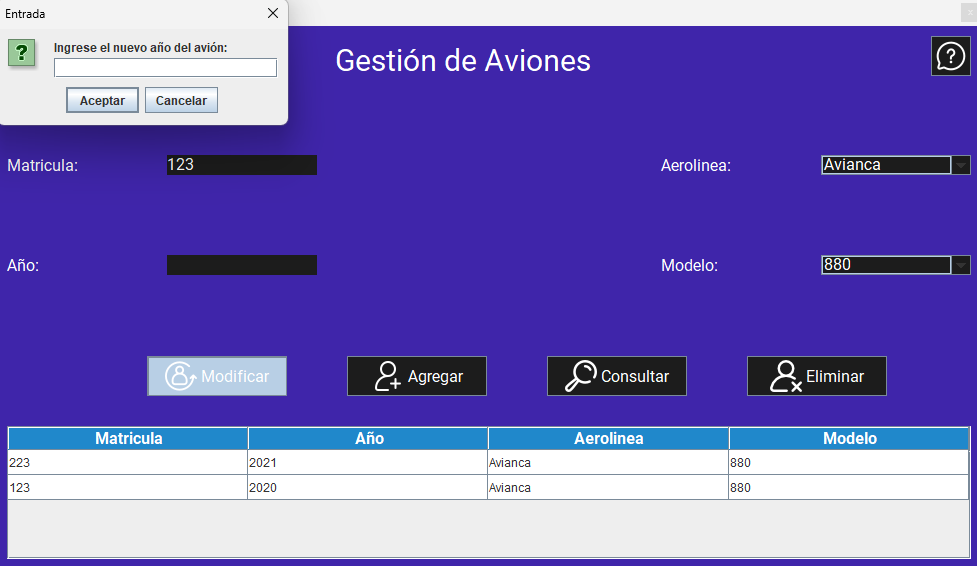 Entrada
Ingrese el nuevo año del avión:
Aceptar Cancelar
Gestión de Aviones
Matricula: 123 Aerolinea: Avianca
Año: Modelo: 880
Modificar Agregar Consultar Eliminar
Matricula Año Aerolinea Modelo
223 2021 Avianca 880
123 2020 Avianca 880